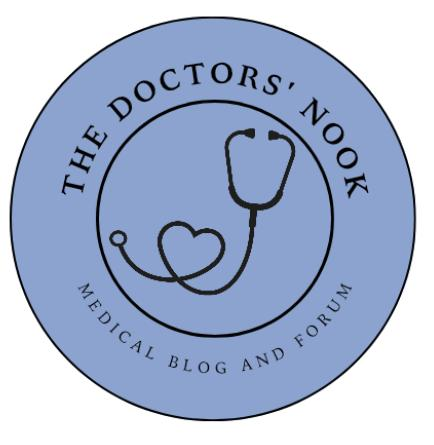 THE DOCTORS' NOOK
MEDICAL BLOG AND FORUM